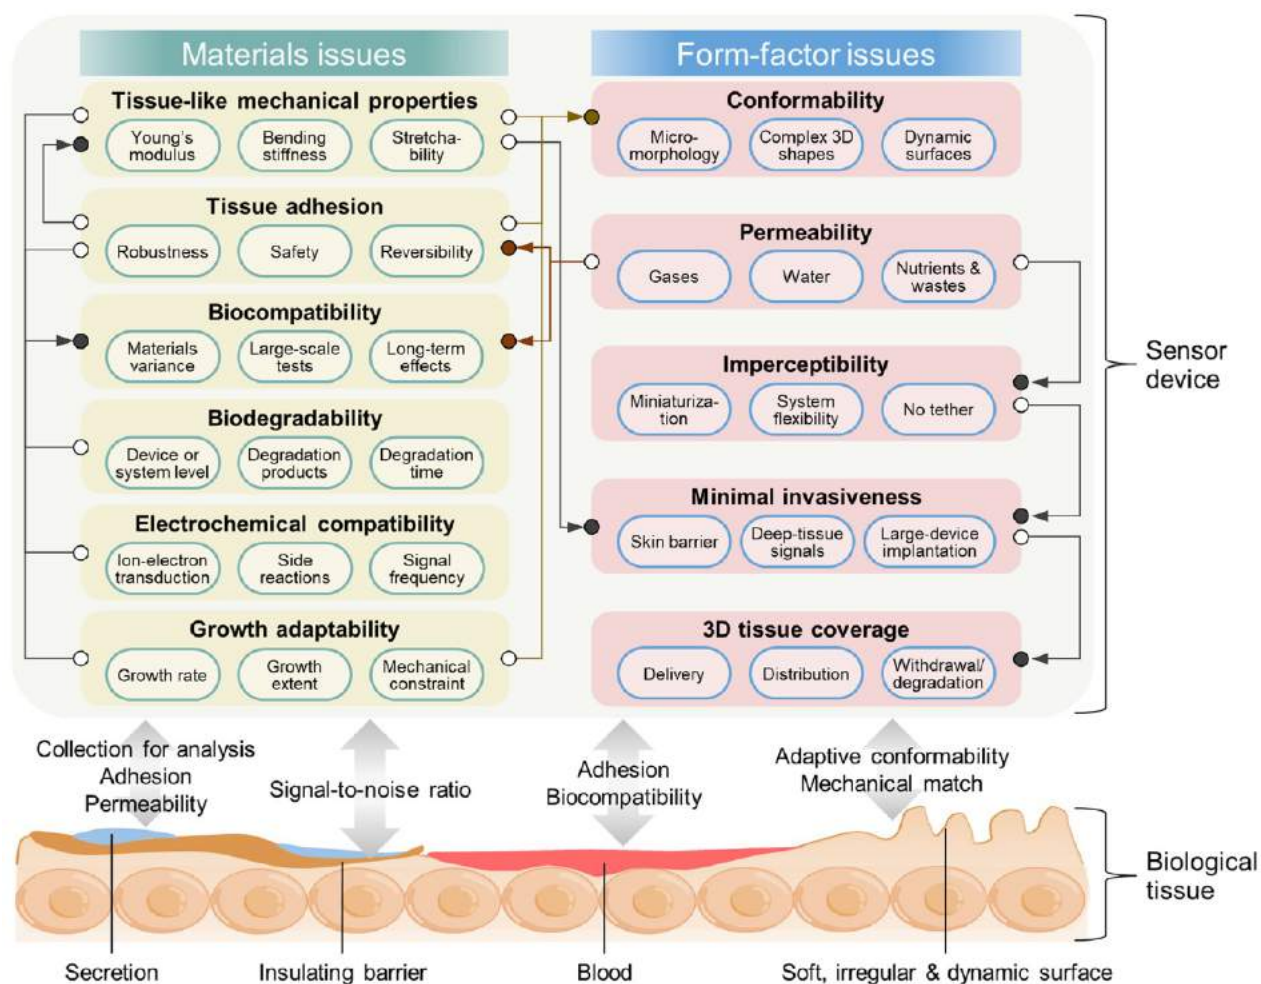 Materials issues
Tissue-like mechanical properties
Young's
modulus
Bending
stiffness
Stretcha-
bility
Tissue adhesion
Robustness
Safety
Reversibility
Biocompatibility
Materials
variance
Large-scale
tests
Long-term
effects
Biodegradability
Device or
system level
Degradation
products
Degradation
time
Electrochemical compatibility
Ion-electron
transduction
Side
reactions
Signal
frequency
Growth adaptability
Growth rate
Growth
extent
Mechanical
constraint
Form-factor issues
Conformability
Micro-
morphology
Complex 3D
shapes
Dynamic
surfaces
Permeability
Gases
Water
Nutrients &
wastes
Imperceptibility
Miniaturiza-
tion
System
flexibility
No tether
Minimal invasiveness
Skin barrier
Deep-tissue
signals
Large-device
implantation
3D tissue coverage
Delivery
Distribution
Withdrawal/
degradation
Sensor
device
Collection for analysis
Adhesion
Permeability
Signal-to-noise ratio
Adhesion
Biocompatibility
Adaptive conformability
Mechanical match
Biological
tissue
Secretion
Insulating barrier
Blood
Soft, irregular & dynamic surface